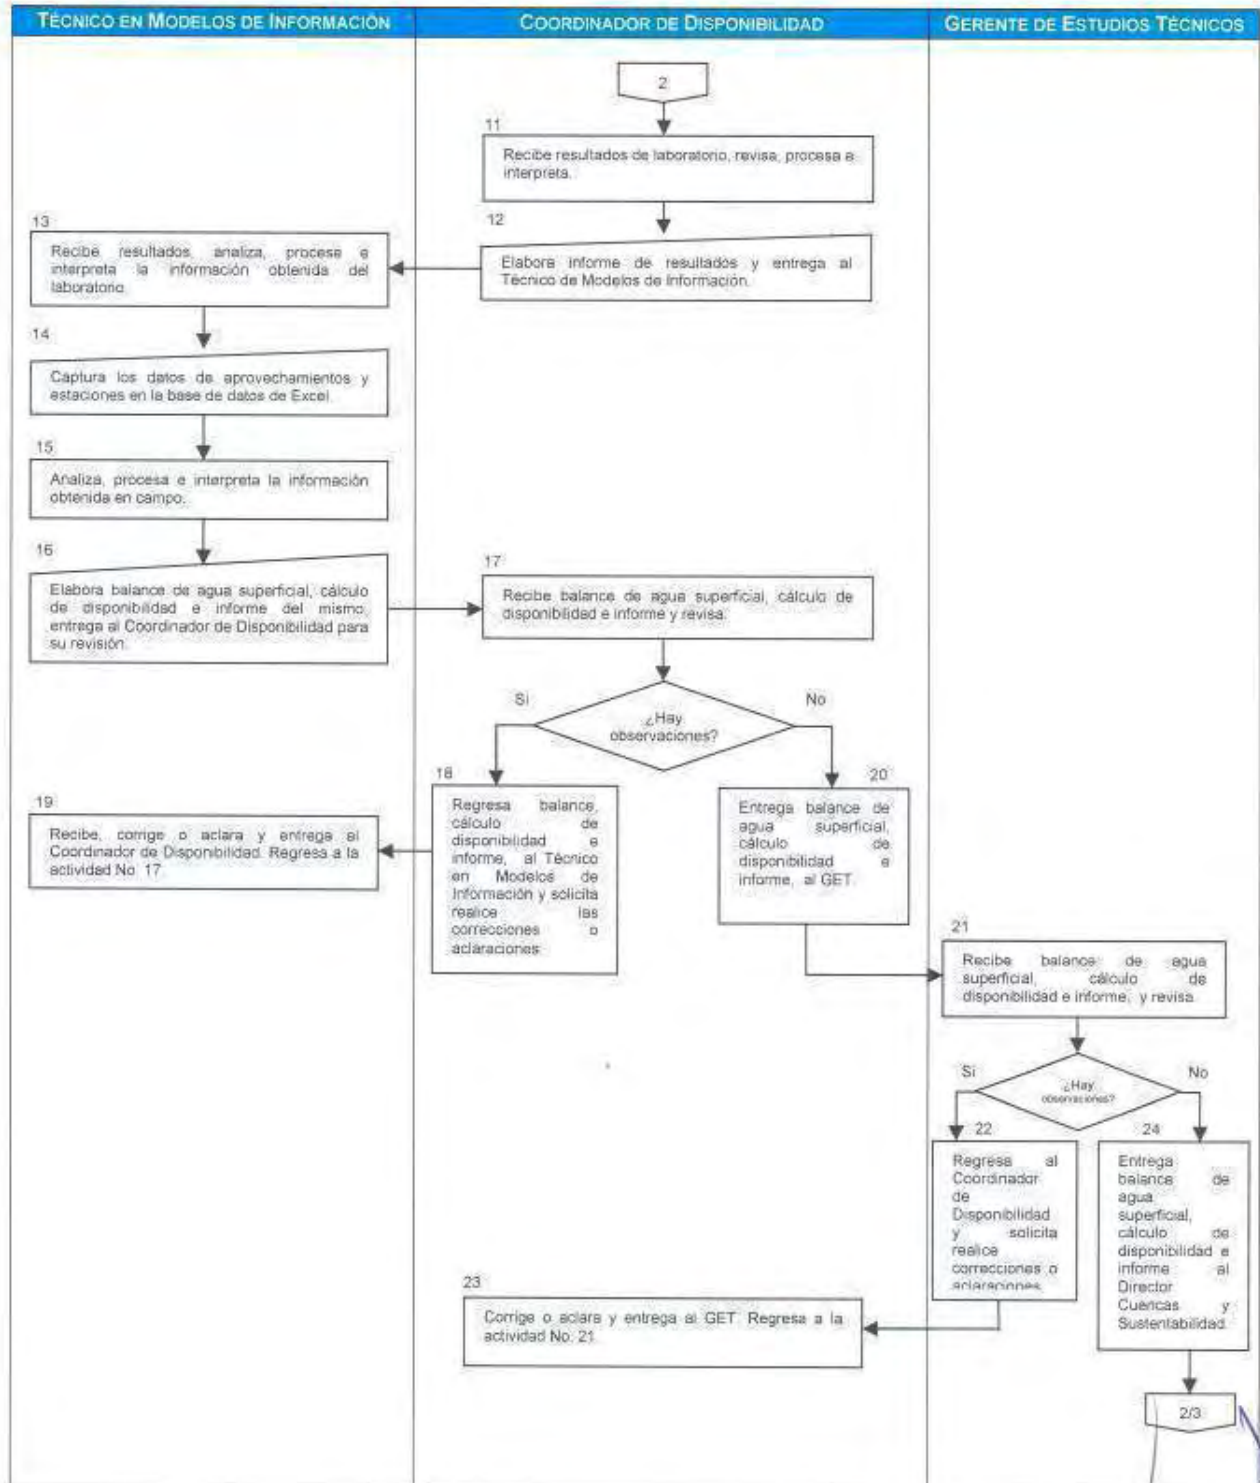 TÉCNICO EN MODELOS DE INFORMACIÓN
COORDINADOR DE DISPONIBILIDAD
GERENTE DE ESTUDIOS TÉCNICOS
2
11
Recibe resultados de laboratorio, revisa, procesa e
interpreta.
12
Elabora informe de resultados y entrega al
Técnico de Modelos de Información.
13
Recibe resultados, analiza, procesa e
interpreta la información obtenida del
laboratorio.
14
Captura los datos de aprovechamientos y
estaciones en la base de datos de Excel.
15
Analiza, procesa e interpreta la información
obtenida en campo.
16
Elabora balance de agua superficial, cálculo
de disponibilidad e informe del mismo,
entrega al Coordinador de Disponibilidad para
su revisión.
17
Recibe balance de agua superficial, cálculo de
disponibilidad e informe y revisa.
Si
¿Hay
observaciones?
No
18
Regresa balance,
cálculo de
disponibilidad e
informe, al Técnico
en Modelos de
Información y solicita
realice las
correcciones o
aclaraciones
19
Recibe, corrige o aclara y entrega al
Coordinador de Disponibilidad. Regresa a la
actividad No. 17
20
Entrega balance de
agua superficial,
cálculo de
disponibilidad e
informe, al GET.
21
Recibe balance de agua
superficial, cálculo de
disponibilidad e informe, y revisa.
Si
¿Hay
observaciones?
No
22
Regresa al
Coordinador
de
Disponibilidad
y solicita
realice
correcciones o
aclaraciones.
23
Corrige o aclara y entrega al GET. Regresa a la
actividad No. 21
24
Entrega
balance de
agua
superficial,
cálculo de
disponibilidad e
informe al
Director
Cuencas y
Sustentabilidad.
2/3